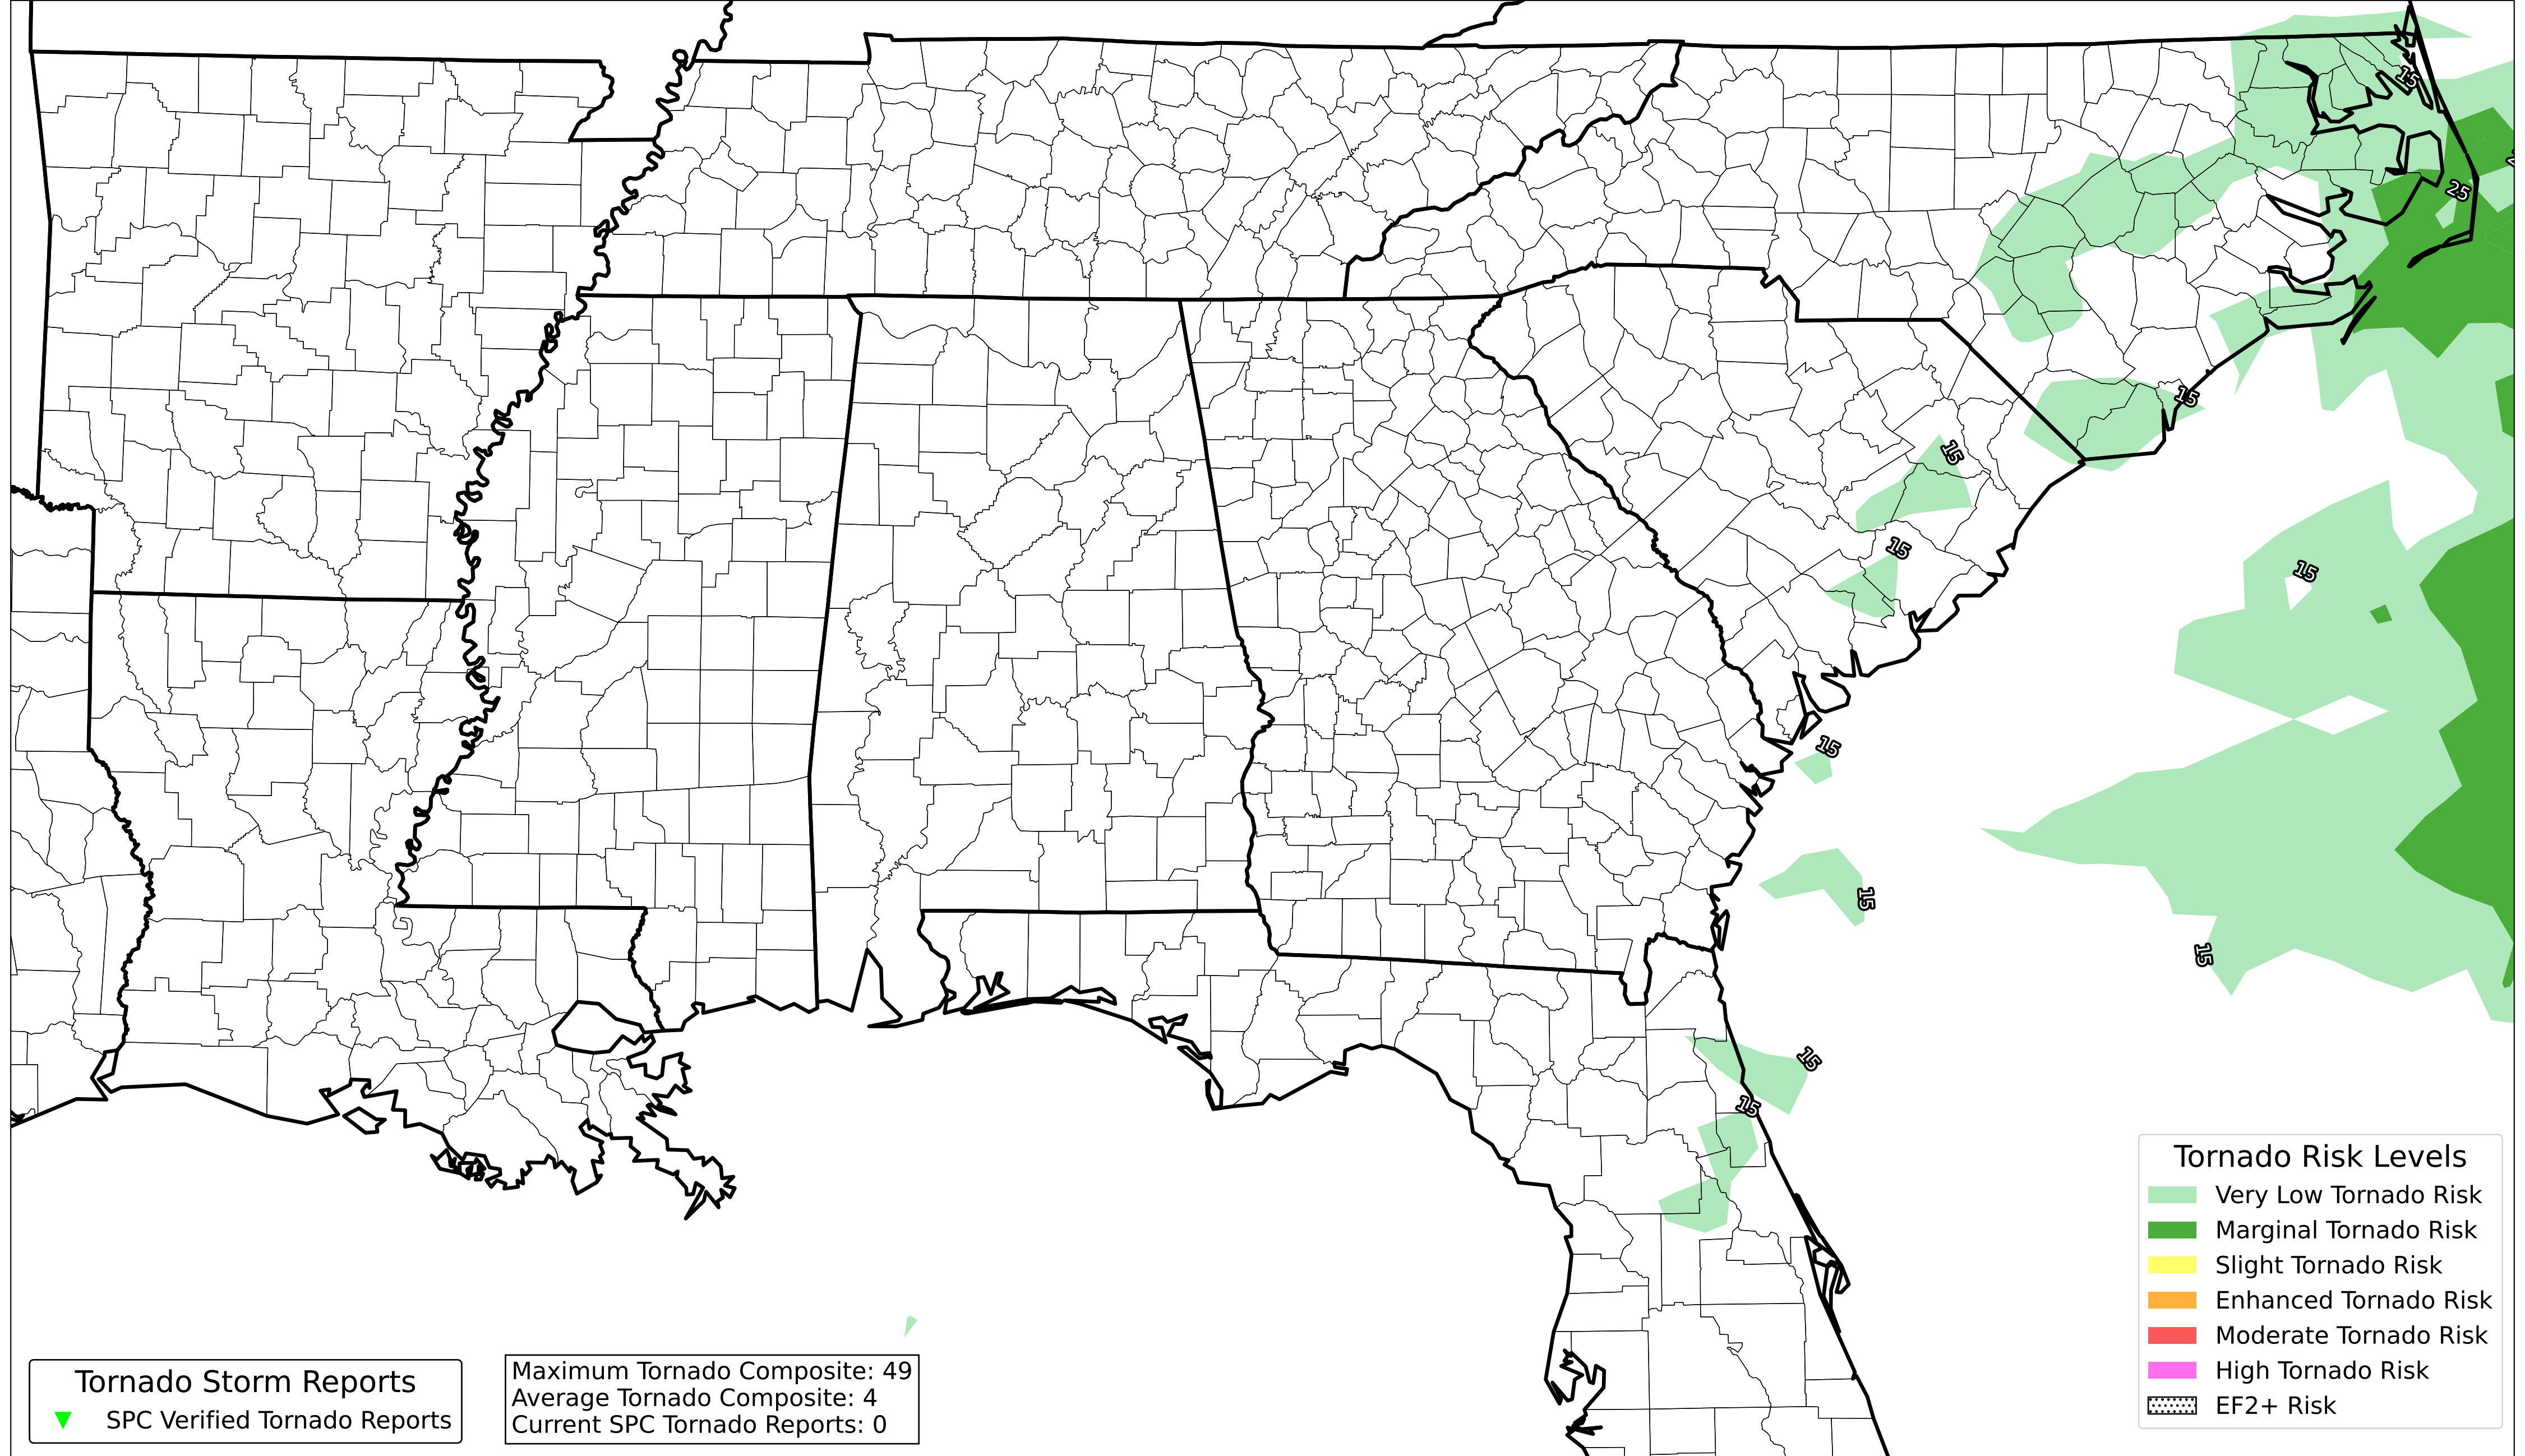 15
25
15
15
15
15
15
15
15
15
15
Tornado Risk Levels
Very Low Tornado Risk
Marginal Tornado Risk
Slight Tornado Risk
Enhanced Tornado Risk
Moderate Tornado Risk
High Tornado Risk
EF2+ Risk
Tornado Storm Reports
SPC Verified Tornado Reports
Maximum Tornado Composite: 49
Average Tornado Composite: 4
Current SPC Tornado Reports: 0